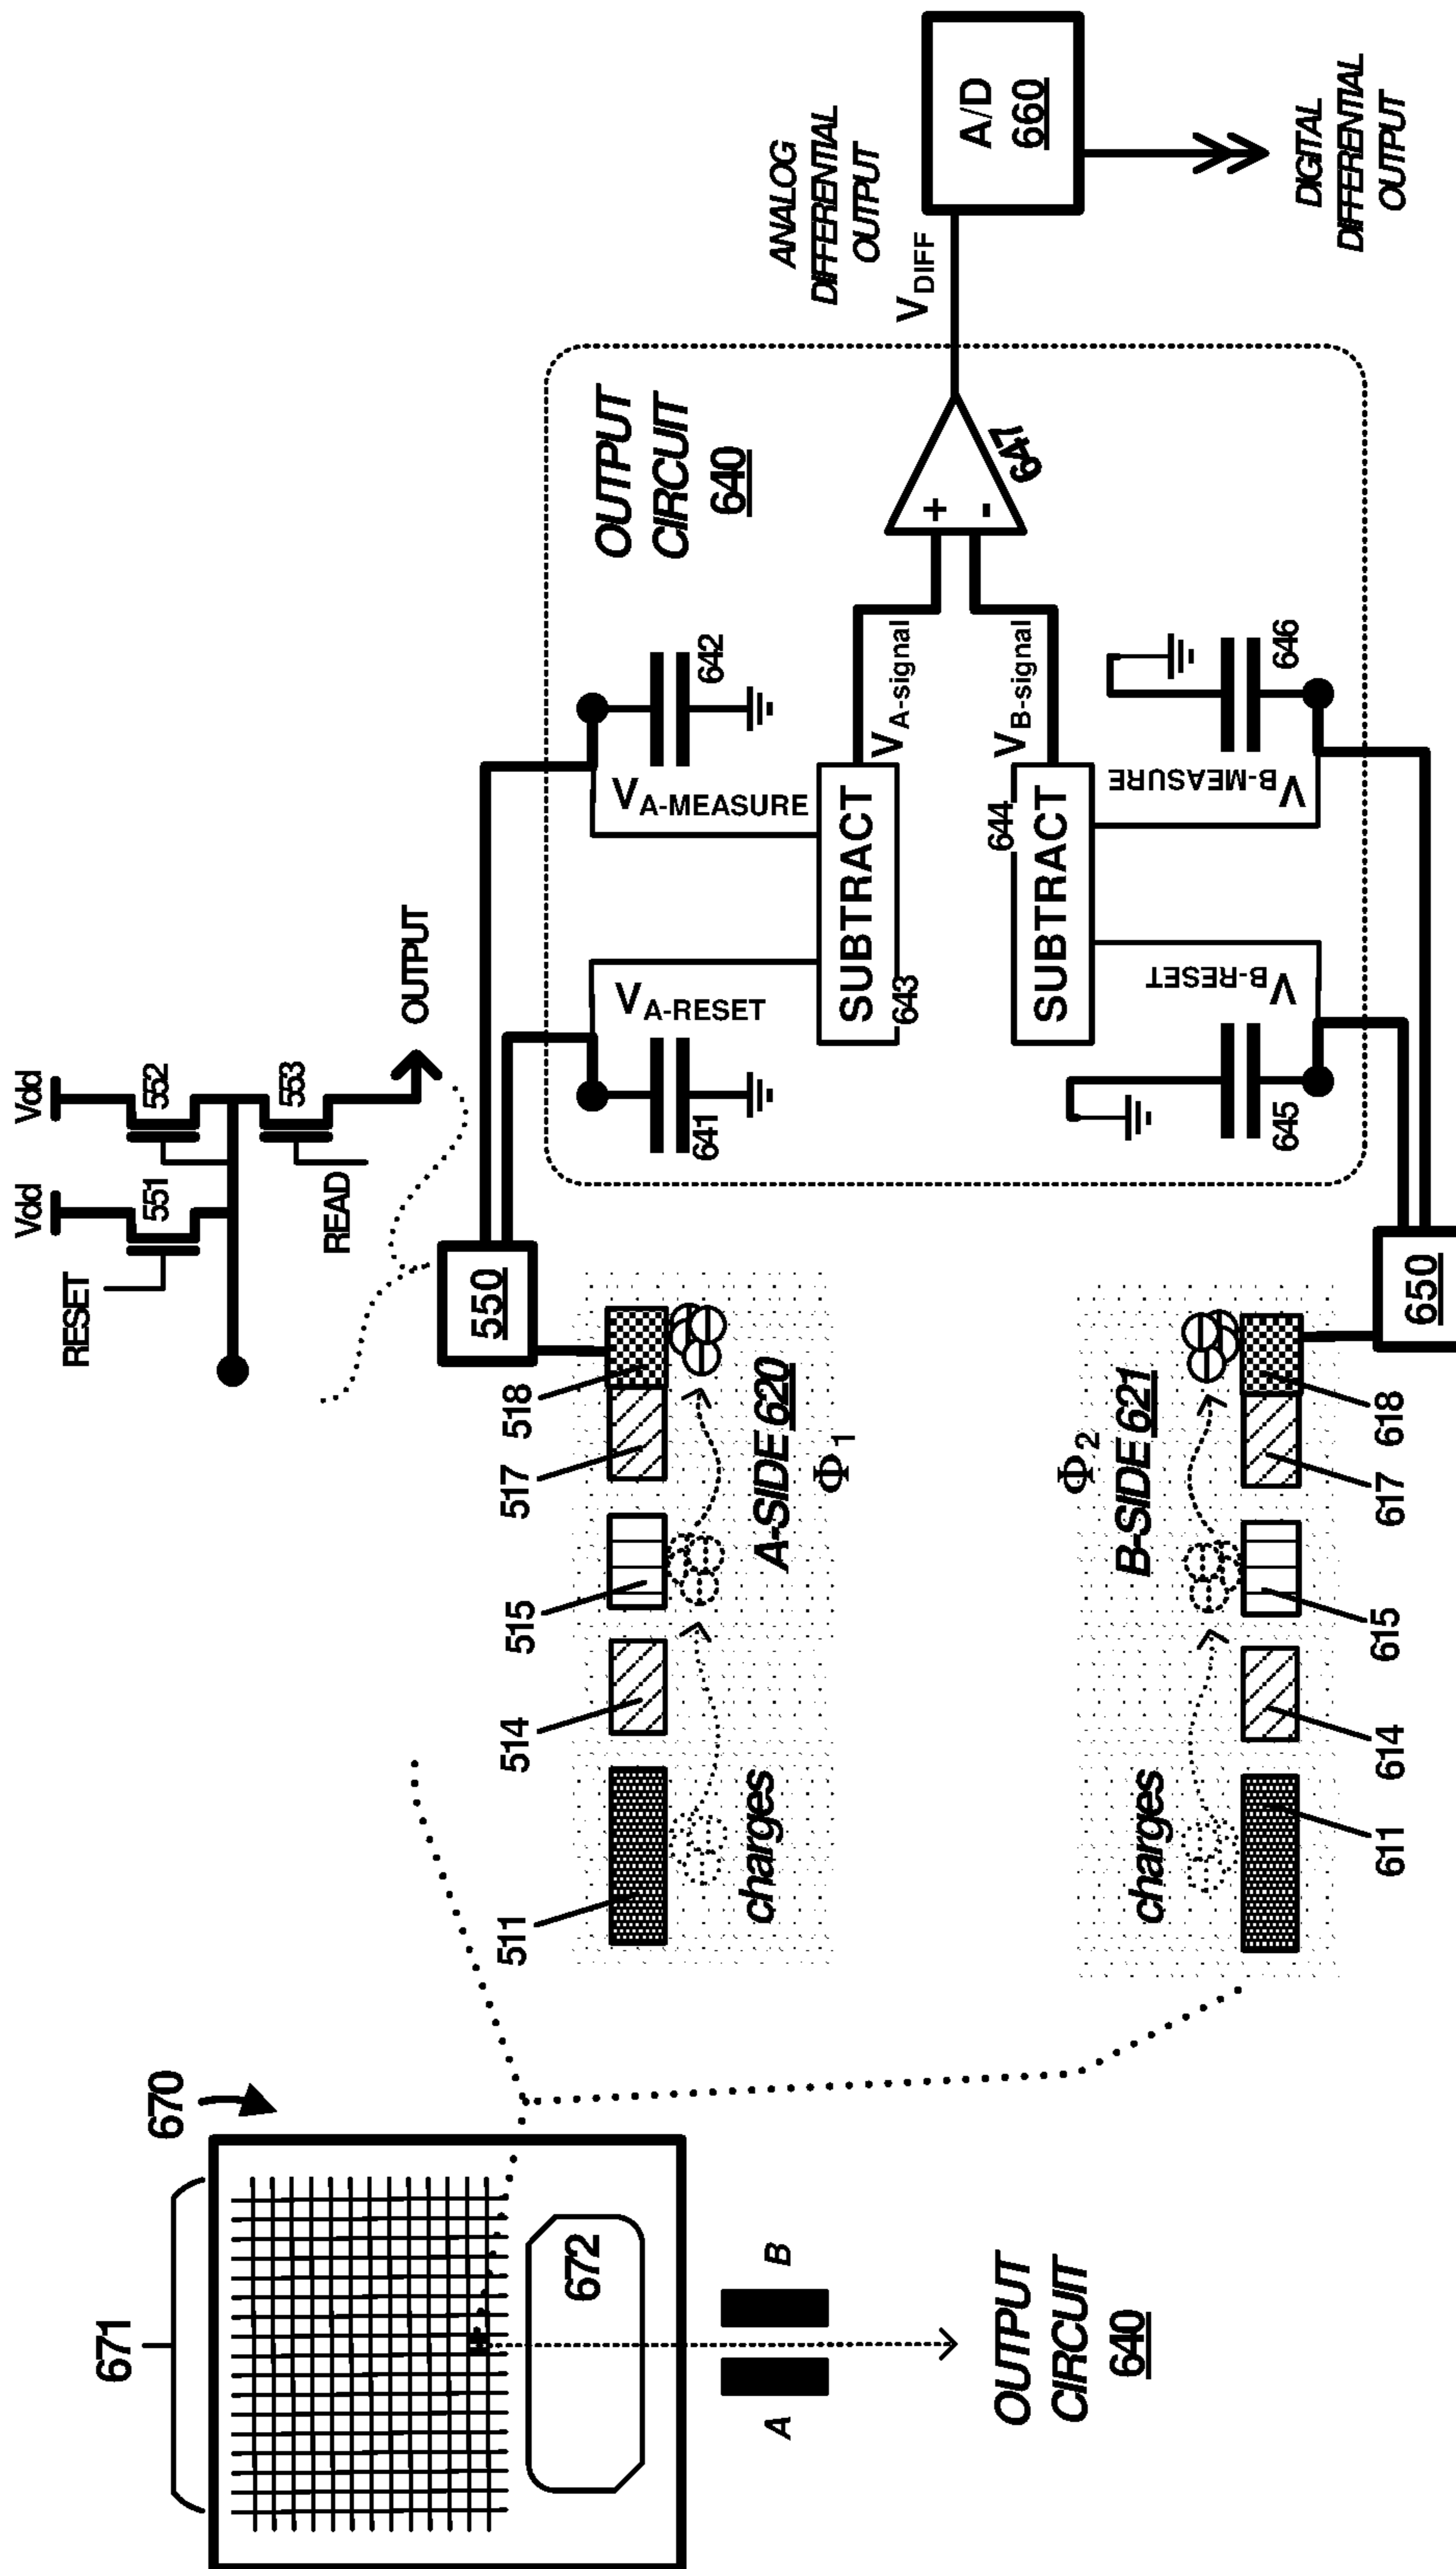 670
671
672
A
B
OUTPUT
CIRCUIT
640
RESET
Vdd
Vdd
551
552
READ
553
OUTPUT
550
511
514
515
517
518
charges
A-SIDE 620
Φ1
Φ2
B-SIDE 621
charges
611
614
615
617
618
650
OUTPUT
CIRCUIT
640
641
VA-RESET
VA-MEASURE
642
SUBTRACT
643
VA-signal
644
SUBTRACT
VB-signal
645
VB-RESET
VB-MEASURE
646
+
-
647
VDIFF
ANALOG
DIFFERENTIAL
OUTPUT
A/D
660
DIGITAL
DIFFERENTIAL
OUTPUT